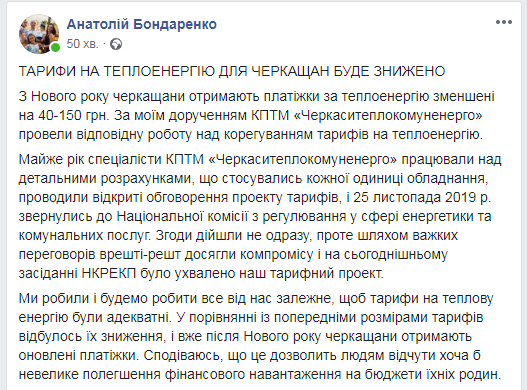 Анатолій Бондаренко
50 хв. ·
ТАРИФИ НА ТЕПЛОЕНЕРГІЮ ДЛЯ ЧЕРКАЩАН БУДЕ ЗНИЖЕНО
З Нового року черкащани отримають платіжки за теплоенергію зменшені
на 40-150 грн. За моїм дорученням КПТМ «Черкаситеплокомуненерго»
провели відповідну роботу над корегуванням тарифів на теплоенергію.
Майже рік спеціалісти КПТМ «Черкаситеплокомуненерго» працювали над
детальними розрахунками, що стосувались кожної одиниці обладнання,
проводили відкриті обговорення проекту тарифів, і 25 листопада 2019 р.
звернулись до Національної комісії з регулювання у сфері енергетики та
комунальних послуг. Згоди дійшли не одразу, проте шляхом важких
переговорів врешті-решт досягли компромісу і на сьогоднішньому
засіданні НКРЕКП було ухвалено наш тарифний проект.
Ми робили і будемо робити все від нас залежне, щоб тарифи на теплову
енергію були адекватні. У порівнянні із попередніми розмірами тарифів
відбулось їх зниження, і вже після Нового року черкащани отримають
оновлені платіжки. Сподіваюсь, що це дозволить людям відчути хоча б
невелике полегшення фінансового навантаження на бюджети їхніх родин.